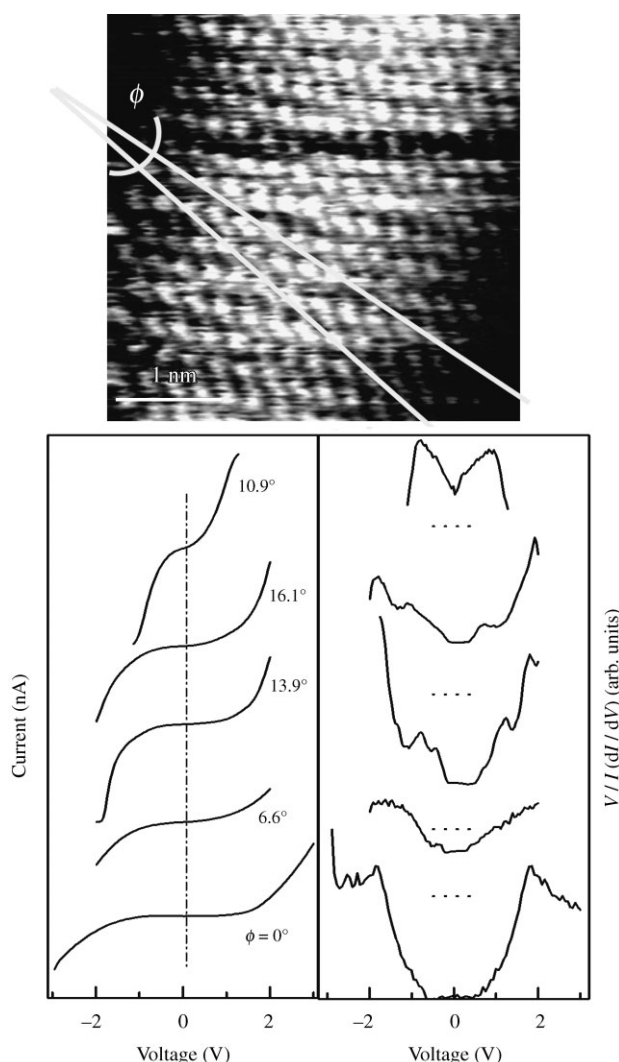 ϕ
1 nm
10.9°
16.1°
13.9°
6.6°
ϕ = 0°
Current (nA)
V / I (dI / dV) (arb. units)
−2 0 2
−2 0 2
Voltage (V)
Voltage (V)